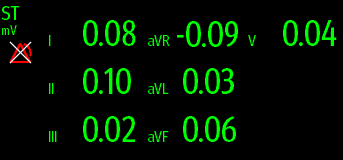 ST
mV
I 0.08 aVR -0.09 V 0.04
II 0.10 aVL 0.03
III 0.02 aVF 0.06